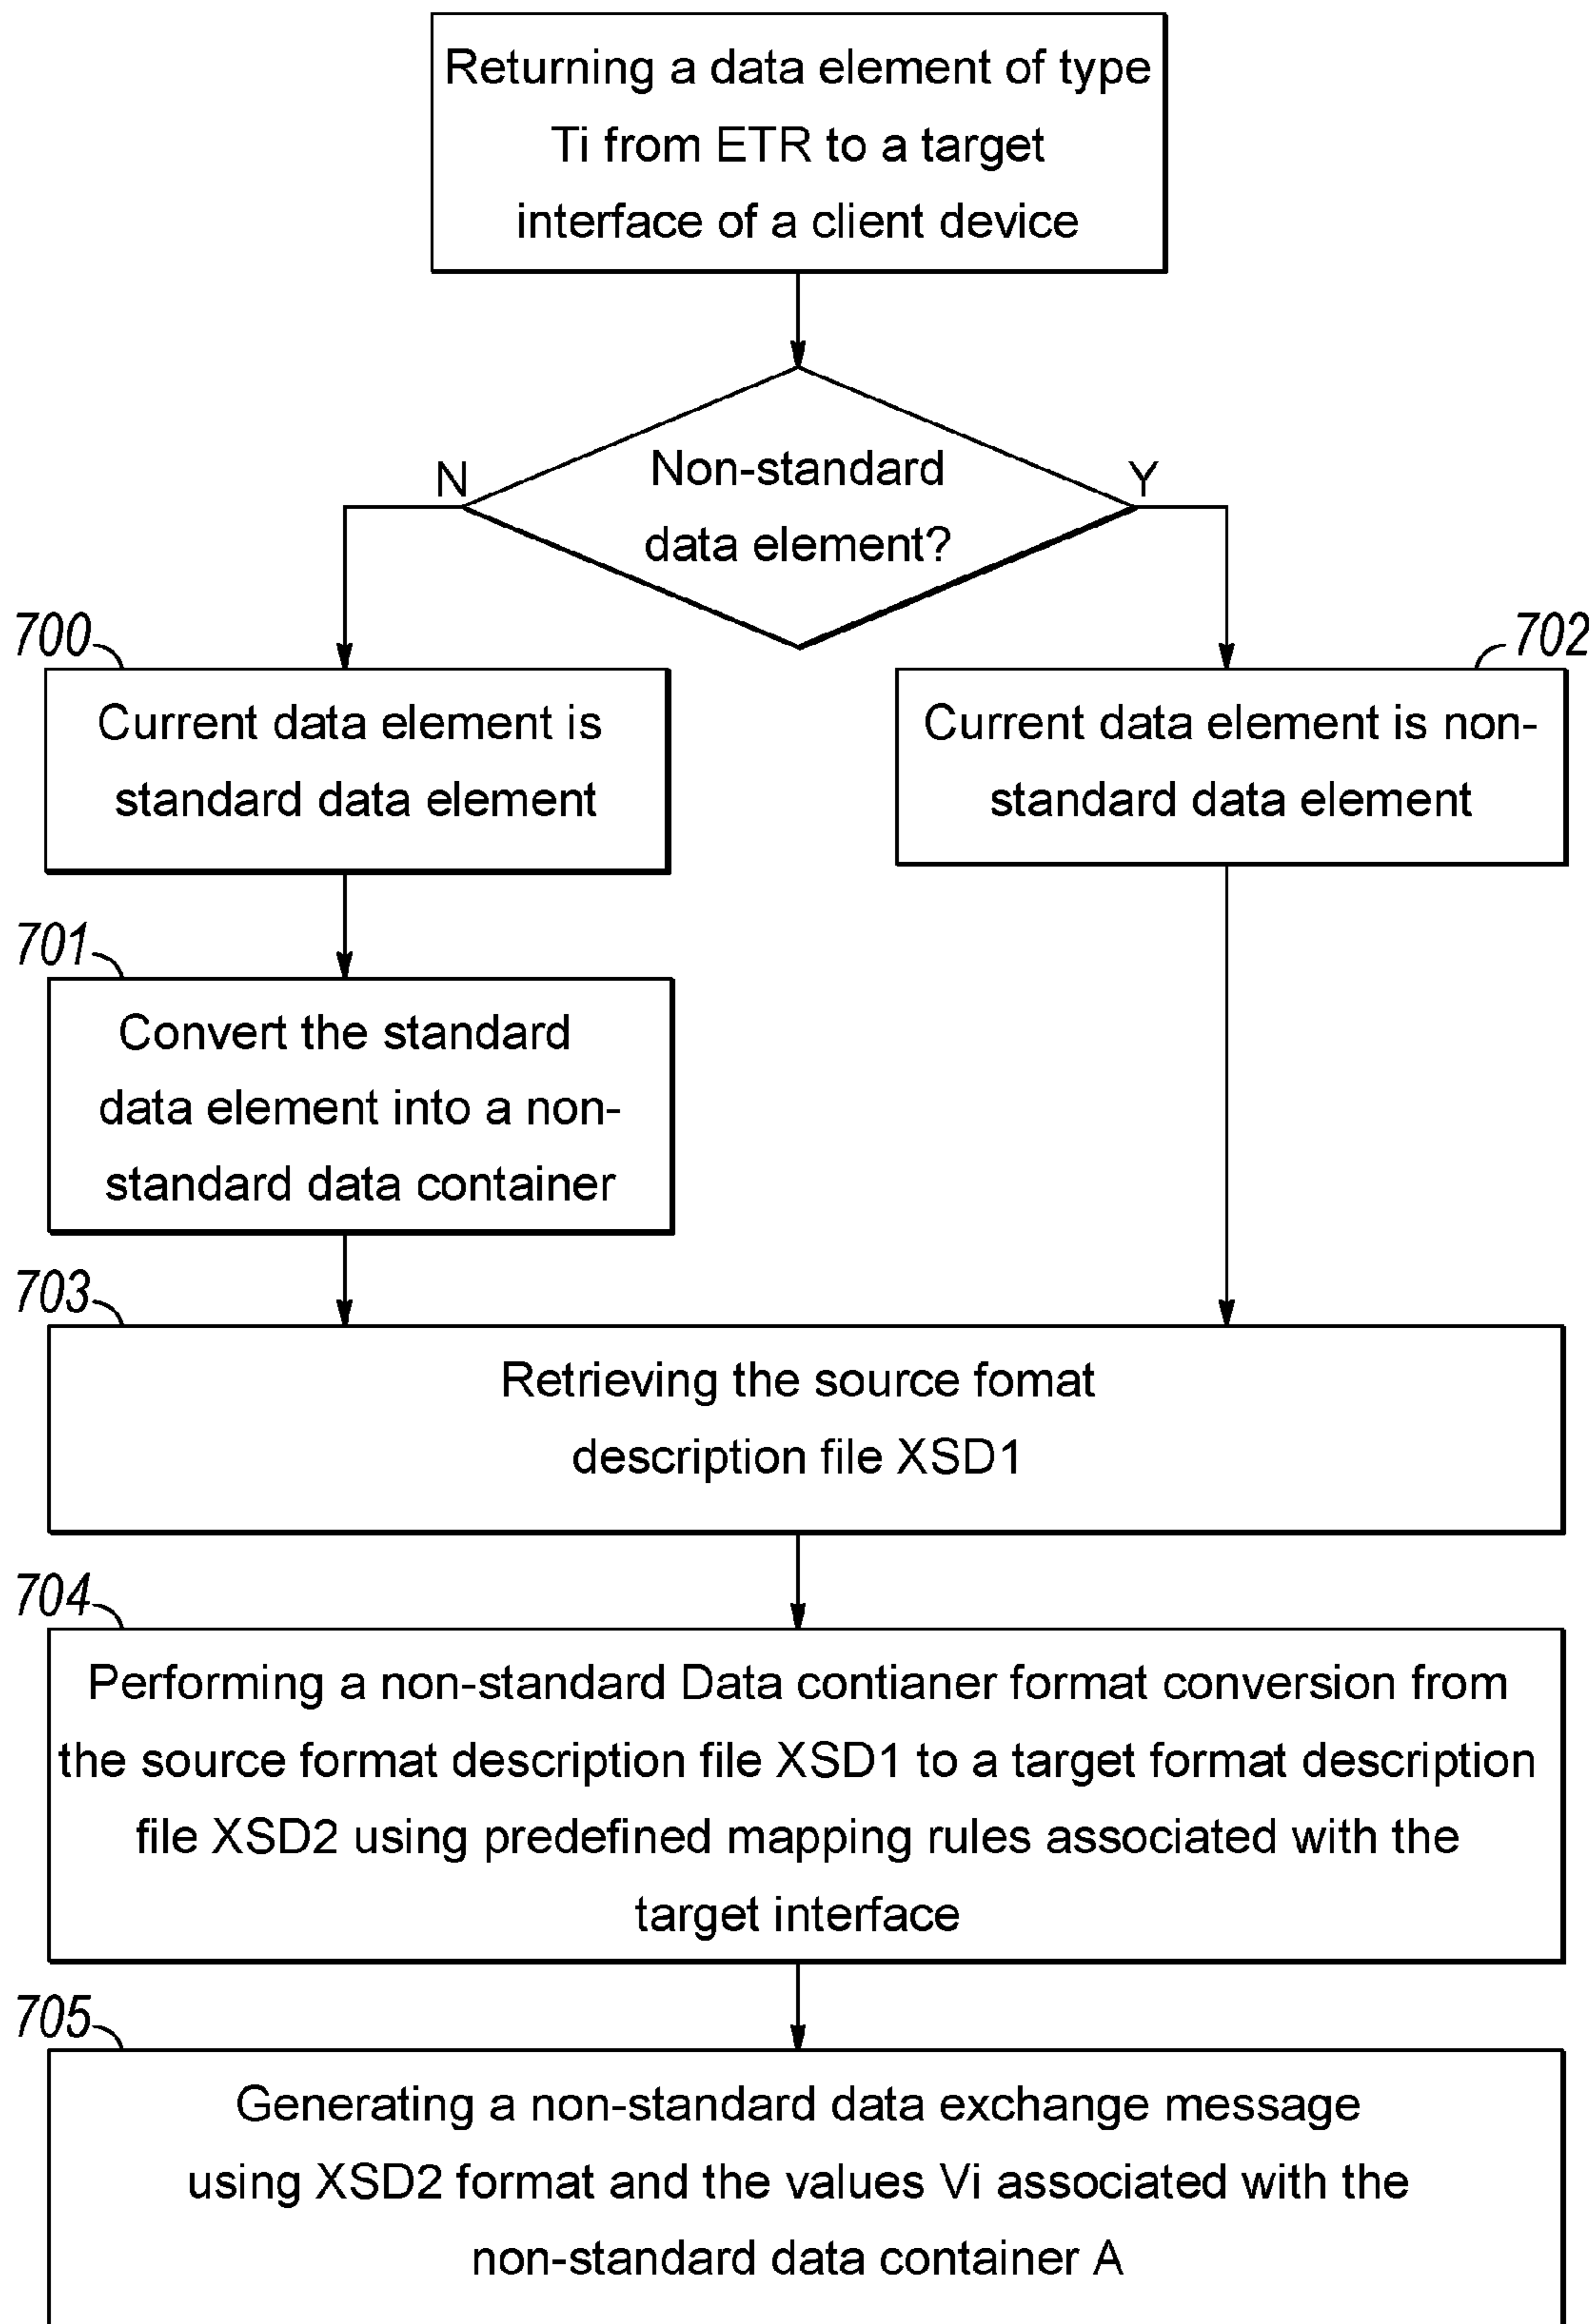 Returning a data element of type
Ti from ETR to a target
interface of a client device
N
Non-standard
data element?
Y
700
Current data element is
standard data element
702
Current data element is non-
standard data element
701
Convert the standard
data element into a non-
standard data container
703
Retrieving the source fomat
description file XSD1
704
Performing a non-standard Data contianer format conversion from
the source format description file XSD1 to a target format description
file XSD2 using predefined mapping rules associated with the
target interface
705
Generating a non-standard data exchange message
using XSD2 format and the values Vi associated with the
non-standard data container A